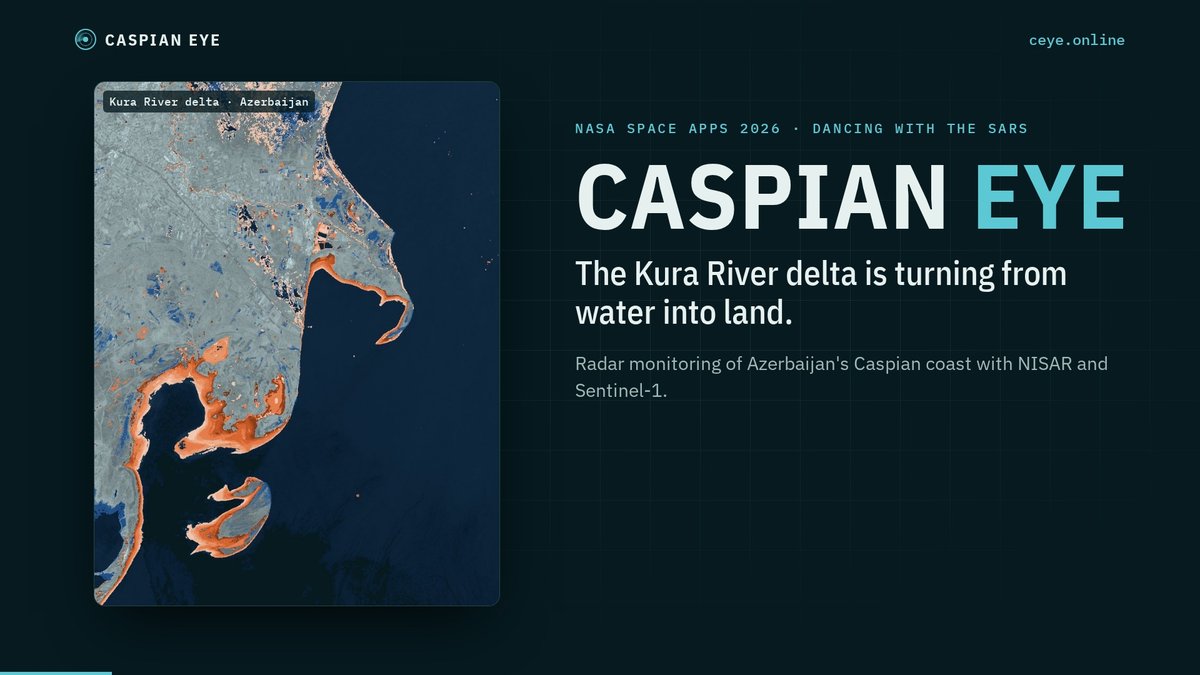 CASPIAN EYE
ceye.online
Kura River delta · Azerbaijan
NASA SPACE APPS 2026 · DANCING WITH THE SARS
CASPIAN EYE
The Kura River delta is turning from
water into land.
Radar monitoring of Azerbaijan's Caspian coast with NISAR and
Sentinel-1.